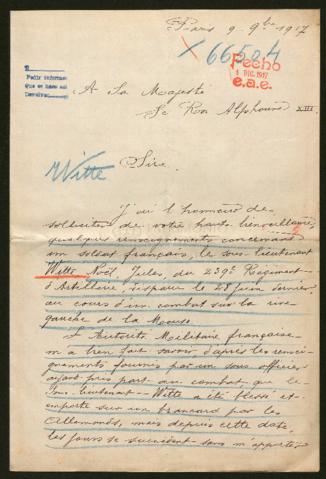 Paris 9 - 9bre 1917
66504
Fecho
1 DIC. 1917
e.a.e.
Pedir informes
A Sa Majesté
Le Roi Alphonse XIII
Witte
Sire,
J'ai l'honneur de
solliciter de votre haute bienveillance,
quelques renseignements concernant
un soldat français, le sous-lieutenant
Witte Noël, Jules, du 239e Régiment
d'Artillerie, disparu le 28 juin dernier
au cours d'un combat sur la rive
gauche de la Meuse.
L'Autorité Militaire française
m'a bien fait savoir d'après les rensei-
gnements fournis par un sous officier
ayant pris part au combat que le
sous-lieutenant Witte a été blessé et
emporté sur un brancard par les
Allemands, mais depuis cette date,
les jours se succèdent sans m'apporter